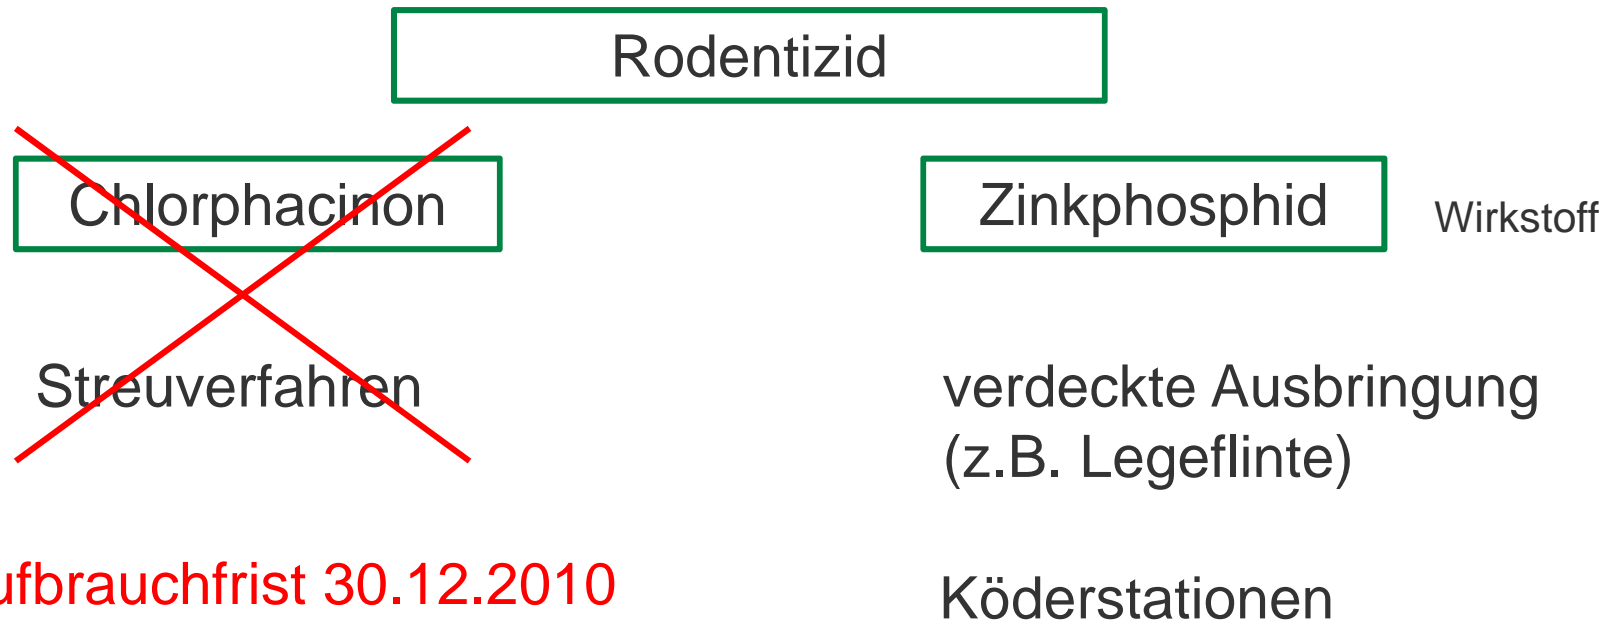 Rodentizid
Chlorphacinon
Zinkphosphid
Wirkstoff
Streuverfahren
verdeckte Ausbringung
(z.B. Legeflinte)
ufbrauchfrist 30.12.2010
Köderstationen